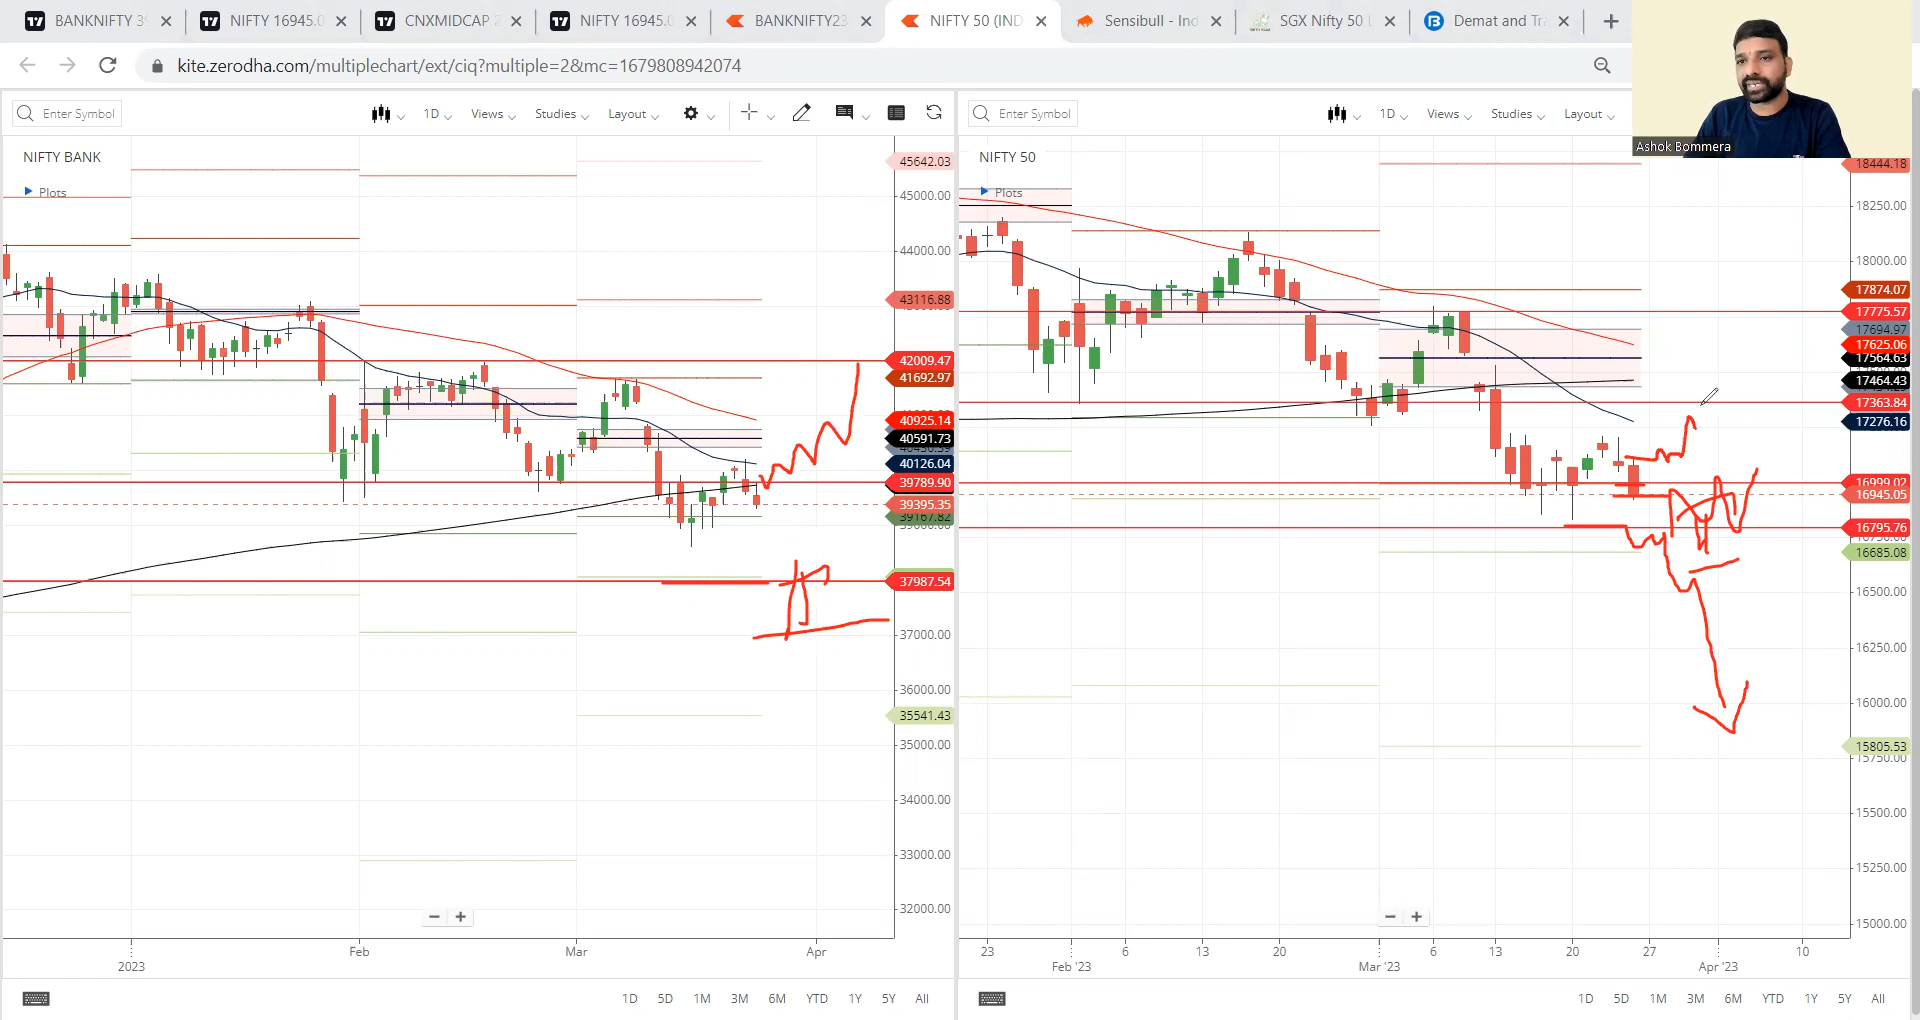 BANKNIFTY 39
NIFTY 16945.0
CNXMIDCAP 2
NIFTY 16945.0
BANKNIFTY23
NIFTY 50 (IND
Sensibull - Ind
SGX Nifty 50
Demat and Tra
kite.zerodha.com/multiplechart/ext/ciq?multiple=2&mc=1679808942074
Ashok Bommera
Enter Symbol
1D
Views
Studies
Layout
NIFTY BANK
Plots
45642.03
45000.00
44000.00
43116.88
42009.47
41692.97
40925.14
40591.73
40126.04
39789.90
39395.35
39167.82
37987.54
37000.00
36000.00
35541.43
35000.00
34000.00
33000.00
32000.00
2023
Feb
Mar
Apr
1D 5D 1M 3M 6M YTD 1Y 5Y All
Enter Symbol
1D
Views
Studies
Layout
NIFTY 50
Plots
18444.18
18250.00
18000.00
17874.07
17775.57
17694.97
17625.06
17564.63
17464.43
17363.84
17276.16
16999.02
16945.05
16795.76
16685.08
16500.00
16250.00
16000.00
15805.53
15750.00
15500.00
15250.00
15000.00
23 6 13 20 6 13 20 27 10
Feb '23 Mar '23 Apr '23
1D 5D 1M 3M 6M YTD 1Y 5Y All